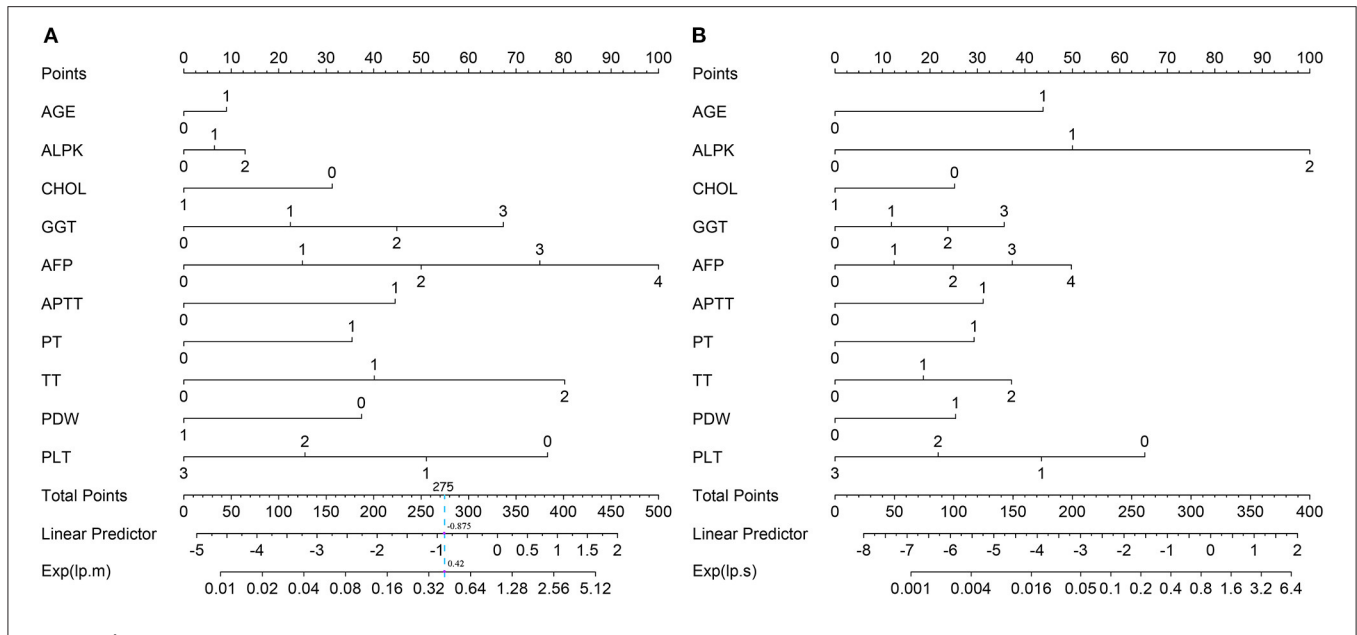 A
Points 0 10 20 30 40 50 60 70 80 90 100
AGE 0 1
ALPK 0 1 2
CHOL 1 0
GGT 0 1 2 3
AFP 0 1 2 3 4
APTT 0 1
PT 0 1
TT 0 1 2
PDW 1 0
PLT 3 2 1 0
275
Total Points 0 50 100 150 200 250 300 350 400 450 500
-0.875
Linear Predictor -5 -4 -3 -2 -1 0 0.5 1 1.5 2
0.42
Exp(lp.m) 0.01 0.02 0.04 0.08 0.16 0.32 0.64 1.28 2.56 5.12
B
Points 0 10 20 30 40 50 60 70 80 90 100
AGE 0 1
ALPK 0 1 2
CHOL 1 0
GGT 0 1 2 3
AFP 0 1 2 3 4
APTT 0 1
PT 0 1
TT 0 1 2
PDW 0 1
PLT 3 2 1 0
Total Points 0 50 100 150 200 250 300 350 400
Linear Predictor -8 -7 -6 -5 -4 -3 -2 -1 0 1 2
Exp(lp.s) 0.001 0.004 0.016 0.05 0.1 0.2 0.4 0.8 1.6 3.2 6.4